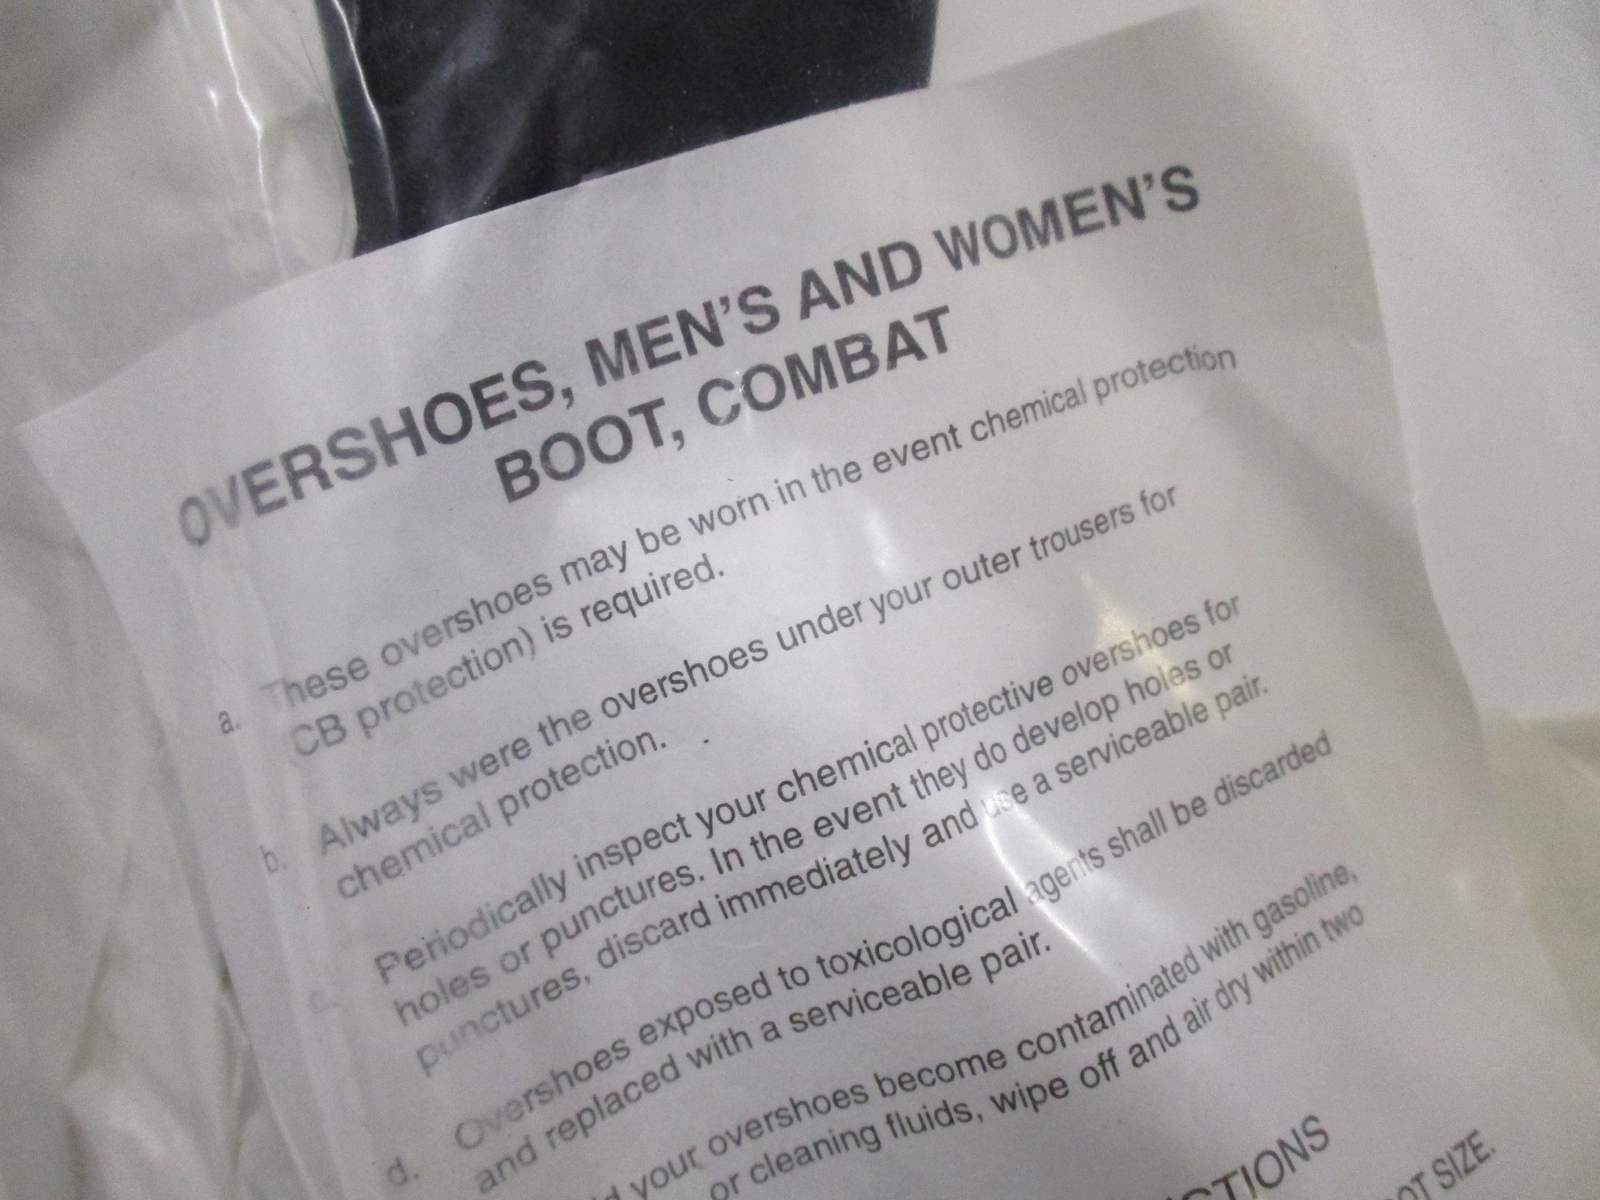 OVERSHOES, MEN'S AND WOMEN'S
BOOT, COMBAT
a. These overshoes may be worn in the event chemical protection
CB protection) is required.
b. Always were the overshoes under your outer trousers for
chemical protection.
c. Periodically inspect your chemical protective overshoes for
holes or punctures. In the event they do develop holes or
punctures, discard immediately and use a serviceable pair.
d. Overshoes exposed to toxicological agents shall be discarded
and replaced with a serviceable pair.
your overshoes become contaminated with gasoline,
or cleaning fluids, wipe off and air dry within two
SIZE.